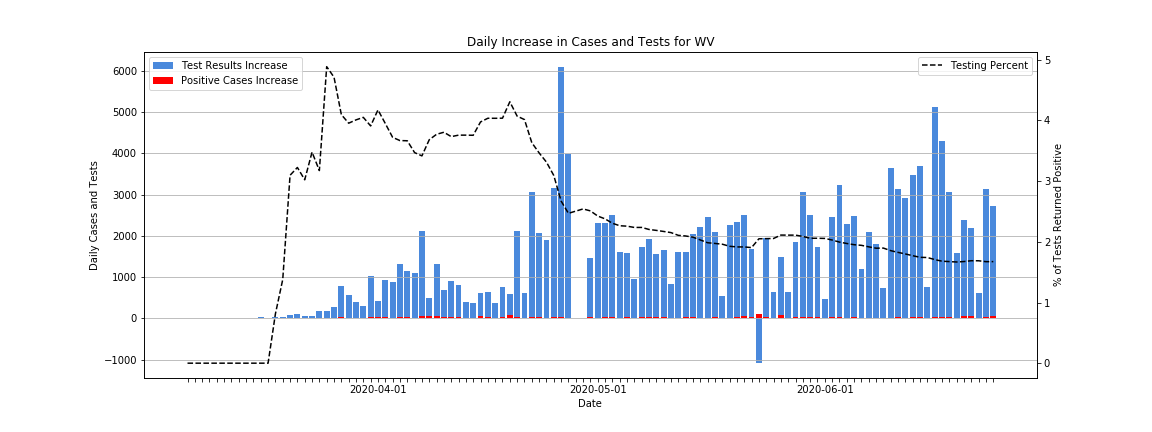 Daily Increase in Cases and Tests for WV
Test Results Increase
Positive Cases Increase
Testing Percent
6000
5000
4000
3000
2000
1000
0
−1000
Daily Cases and Tests
5
4
3
2
1
0
% of Tests Returned Positive
2020-04-01
2020-05-01
2020-06-01
Date